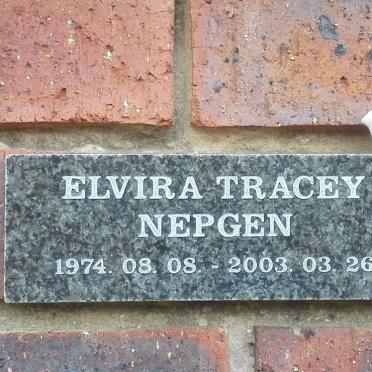 ELVIRA TRACEY
NEPGEN
1974. 08. 08. - 2003. 03. 26